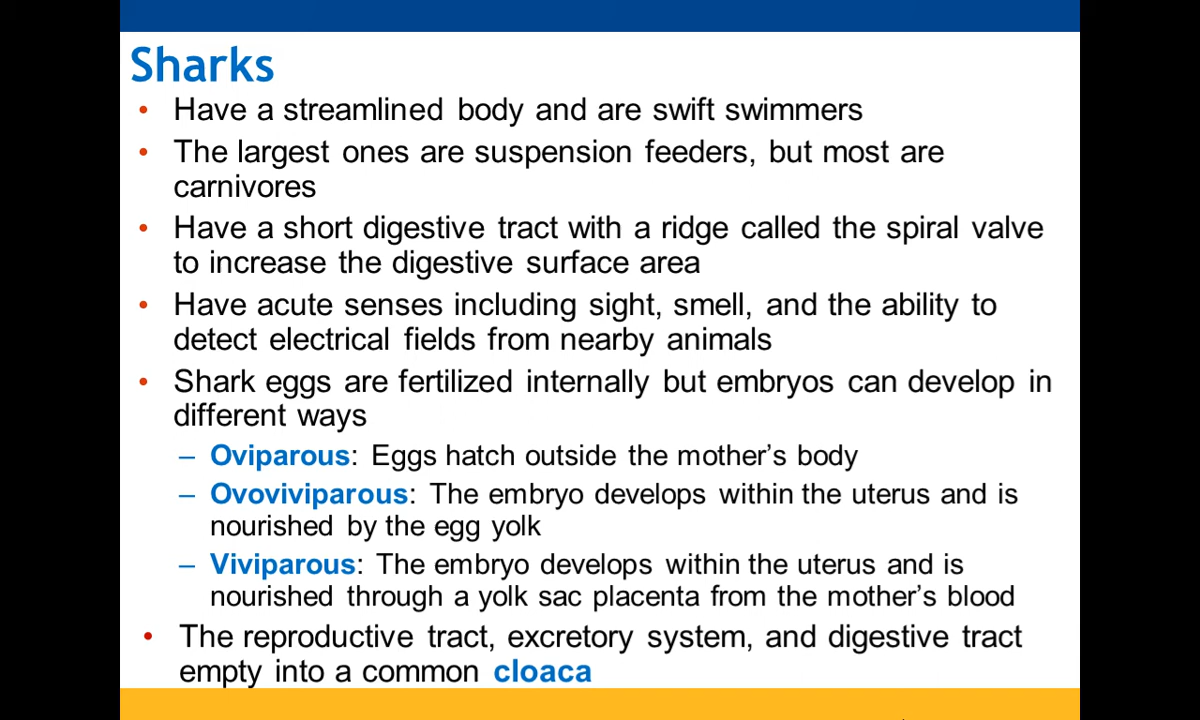 Sharks
• Have a streamlined body and are swift swimmers
• The largest ones are suspension feeders, but most are
carnivores
• Have a short digestive tract with a ridge called the spiral valve
to increase the digestive surface area
• Have acute senses including sight, smell, and the ability to
detect electrical fields from nearby animals
• Shark eggs are fertilized internally but embryos can develop in
different ways
– Oviparous: Eggs hatch outside the mother’s body
– Ovoviviparous: The embryo develops within the uterus and is
nourished by the egg yolk
– Viviparous: The embryo develops within the uterus and is
nourished through a yolk sac placenta from the mother’s blood
• The reproductive tract, excretory system, and digestive tract
empty into a common cloaca